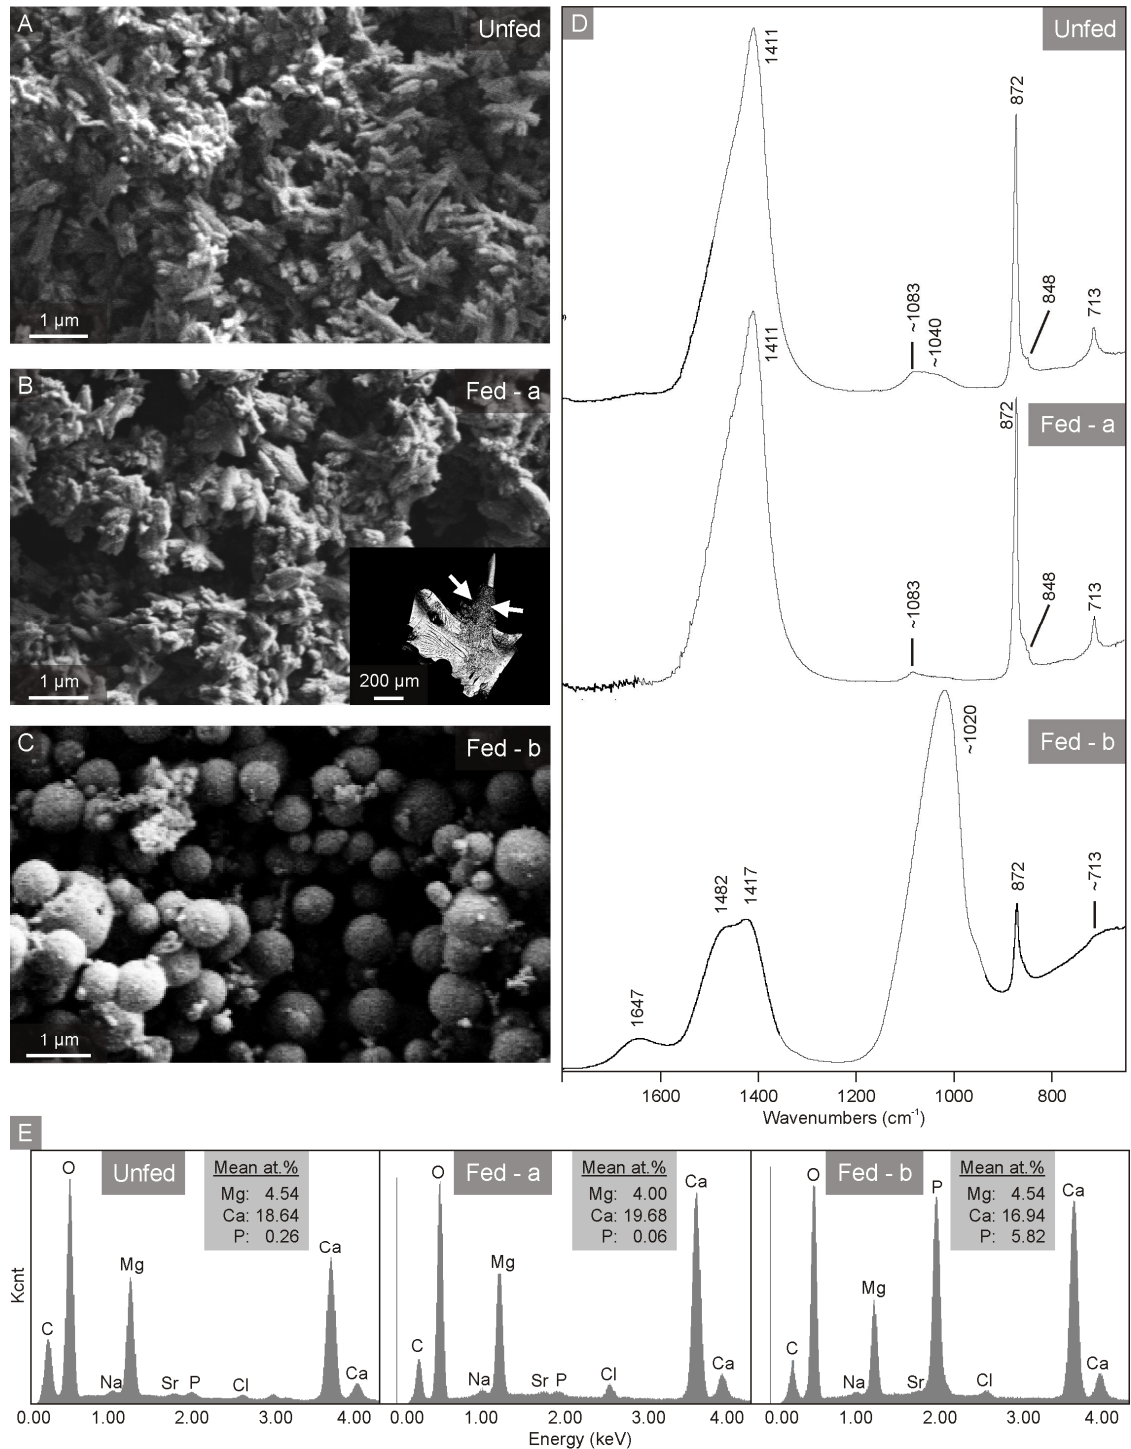 A
Unfed
1 µm
B
Fed - a
1 µm
200 µm
C
Fed - b
1 µm
D
Unfed
1411
~1083
~1040
872
848
713
Fed - a
1411
~1083
872
848
713
Fed - b
1647
1482
1417
~1020
872
~713
1600 1400 1200 1000 800
Wavenumbers (cm-1)
E
Kcnt
Unfed
Mean at.%
Mg: 4.54
Ca: 18.64
P: 0.26
C O Na Mg Sr P Cl Ca Ca
0.00 1.00 2.00 3.00 4.00
Fed - a
Mean at.%
Mg: 4.00
Ca: 19.68
P: 0.06
C O Na Mg Sr P Cl Ca Ca
0.00 1.00 2.00 3.00 4.00
Fed - b
Mean at.%
Mg: 4.54
Ca: 16.94
P: 5.82
C O Na Mg Sr P Cl Ca Ca
0.00 1.00 2.00 3.00 4.00
Energy (keV)